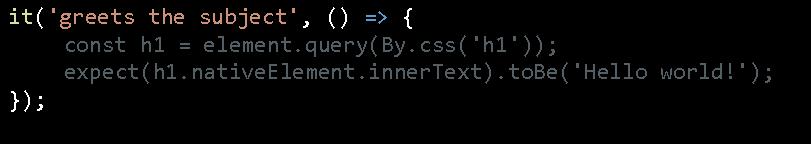 it('greets the subject', () => {
    const h1 = element.query(By.css('h1'));
    expect(h1.nativeElement.innerText).toBe('Hello world!');
});